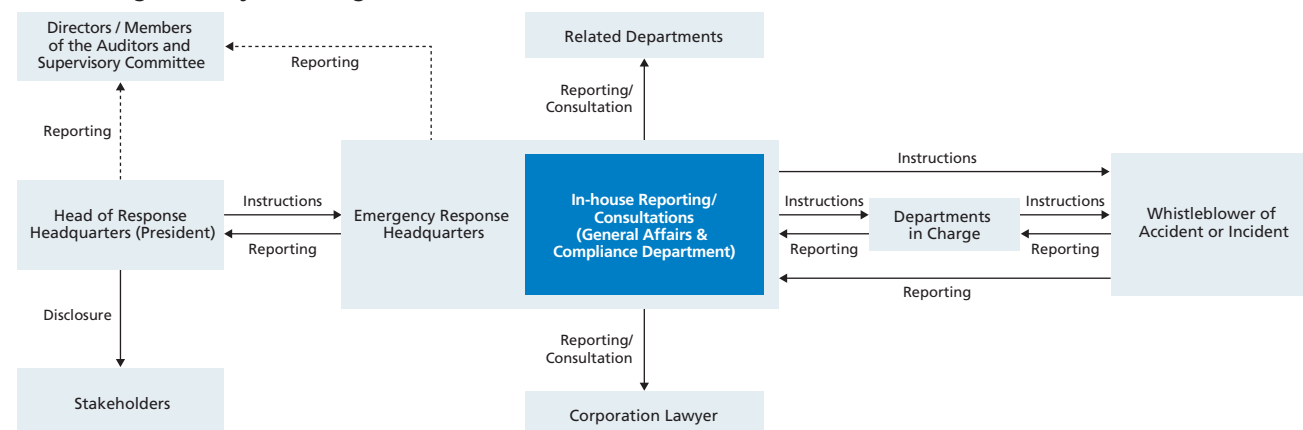 Directors / Members
of the Auditors and
Supervisory Committee
Reporting
Related Departments
Reporting/
Consultation
Reporting
Head of Response
Headquarters (President)
Instructions
Reporting
Emergency Response
Headquarters
In-house Reporting/
Consultations
(General Affairs &
Compliance Department)
Instructions
Instructions
Reporting
Departments
in Charge
Instructions
Reporting
Reporting
Whistleblower of
Accident or Incident
Disclosure
Stakeholders
Reporting/
Consultation
Corporation Lawyer